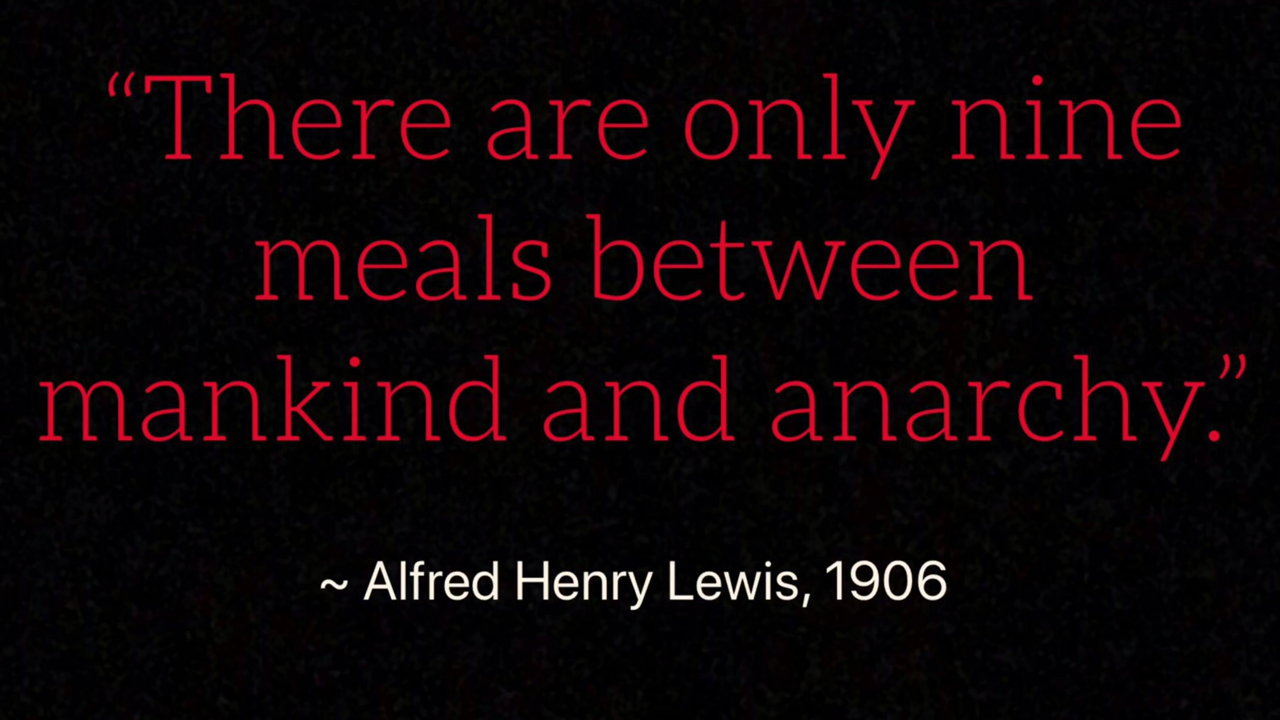 “There are only nine
meals between
mankind and anarchy.”
~ Alfred Henry Lewis, 1906